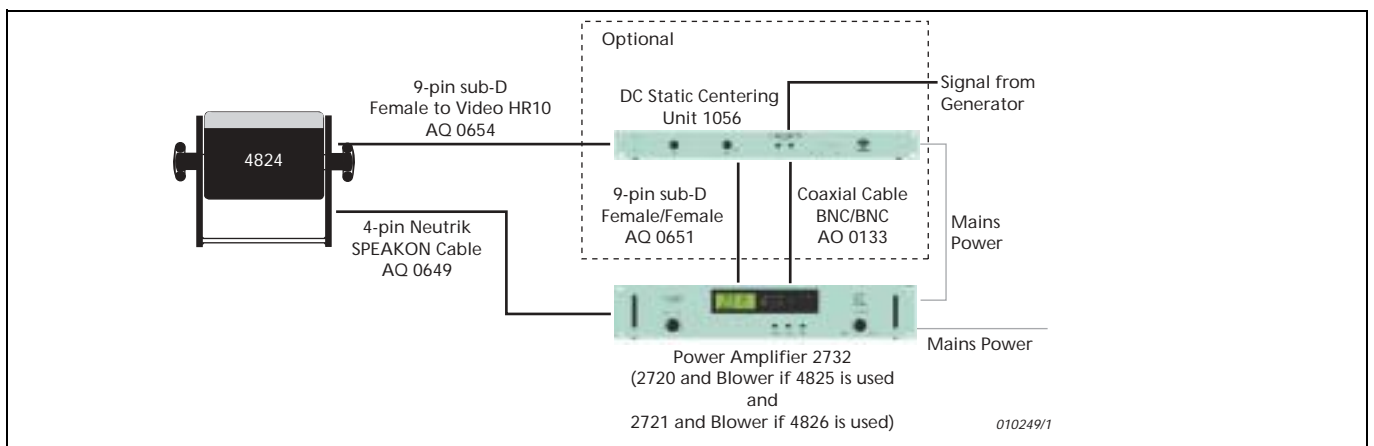 Optional
9-pin sub-D
Female to Video HR10
AQ 0654
DC Static Centering
Unit 1056
Signal from
Generator
4824
9-pin sub-D
Female/Female
AQ 0651
Coaxial Cable
BNC/BNC
AO 0133
Mains
Power
4-pin Neutrik
SPEAKON Cable
AQ 0649
Mains Power
Power Amplifier 2732
(2720 and Blower if 4825 is used
and
2721 and Blower if 4826 is used)
010249/1